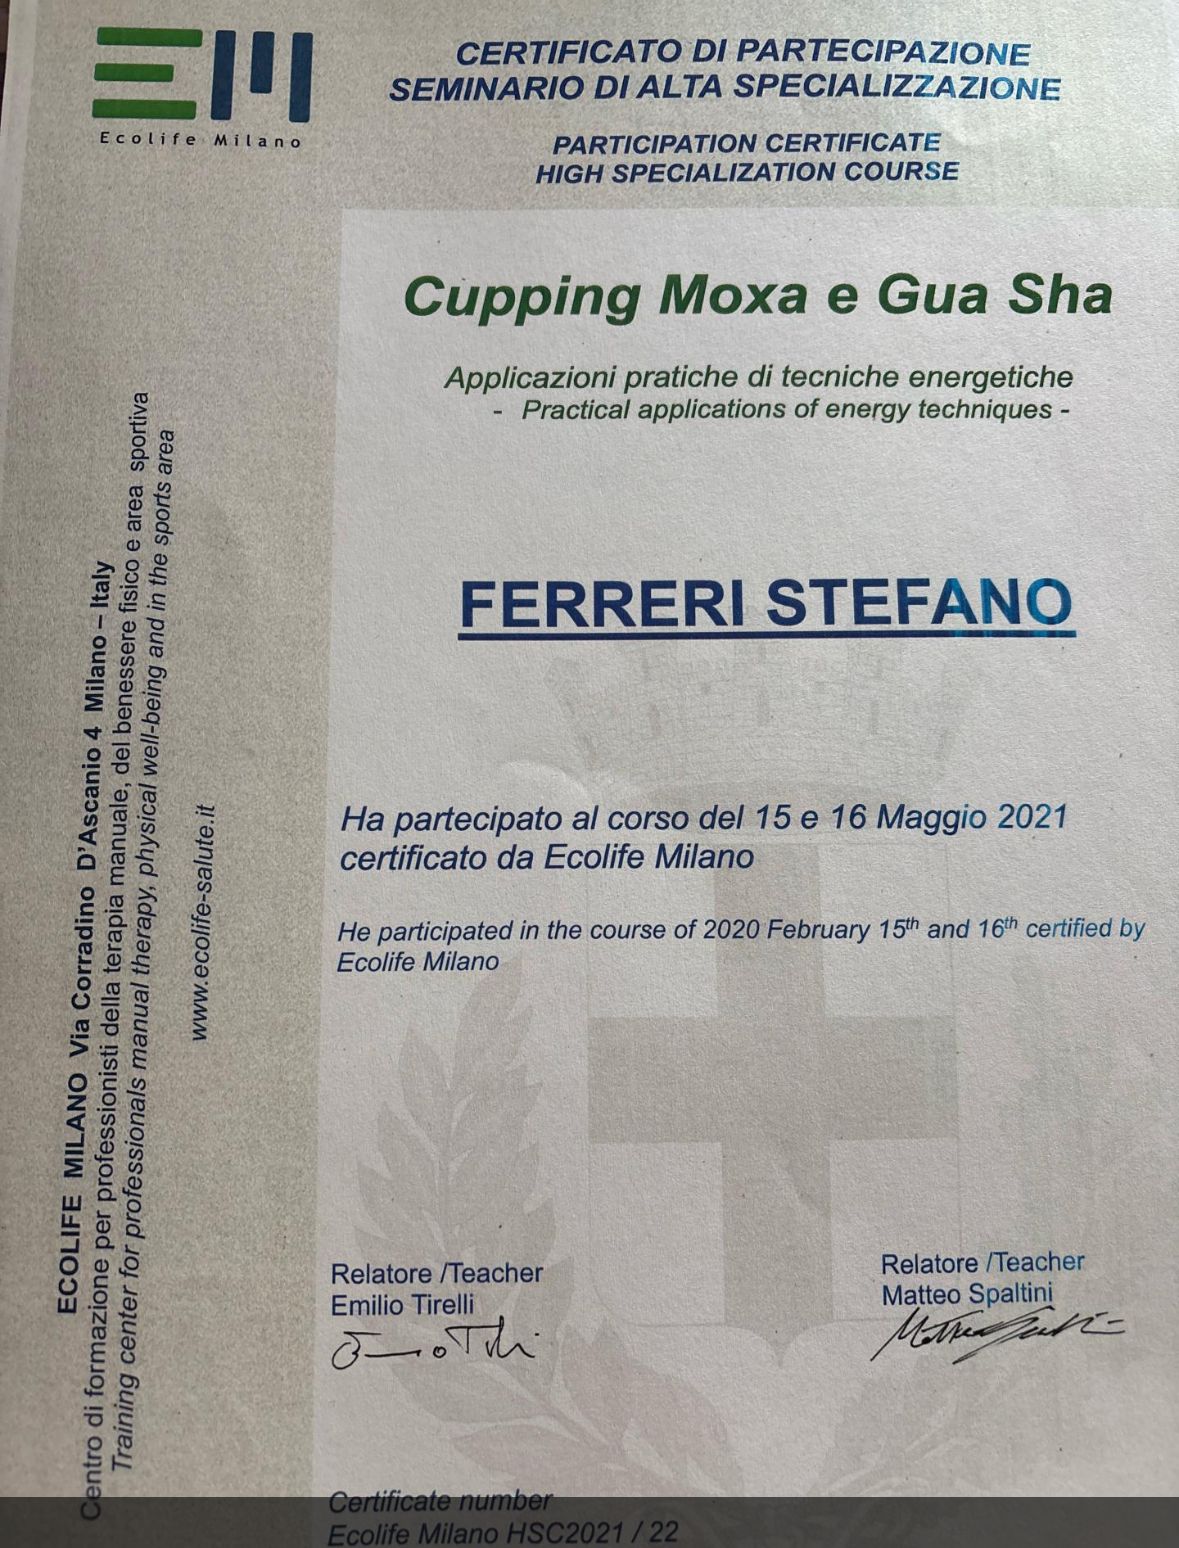 Ecolife Milano
CERTIFICATO DI PARTECIPAZIONE
SEMINARIO DI ALTA SPECIALIZZAZIONE
PARTICIPATION CERTIFICATE
HIGH SPECIALIZATION COURSE
Cupping Moxa e Gua Sha
Applicazioni pratiche di tecniche energetiche
- Practical applications of energy techniques -
FERRERI STEFANO
Ha partecipato al corso del 15 e 16 Maggio 2021
certificato da Ecolife Milano
He participated in the course of 2020 February 15th and 16th certified by
Ecolife Milano
Relatore /Teacher
Emilio Tirelli
Relatore /Teacher
Matteo Spaltini
Certificate number
Ecolife Milano HSC2021 / 22
ECOLIFE MILANO Via Corradino D'Ascanio 4 Milano – Italy
Centro di formazione per professionisti della terapia manuale, del benessere fisico e area sportiva
Training center for professionals manual therapy, physical well-being and in the sports area
www.ecolife-salute.it